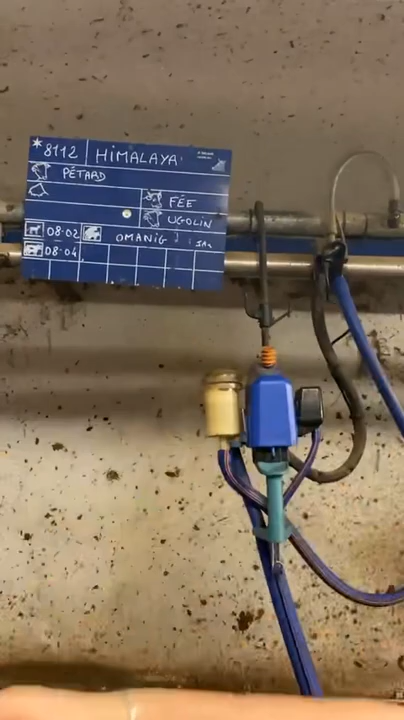 *8112 HIMALAYA
PÉTARD
FÉE
UGOLIN
08.02 OMANIG
08.04